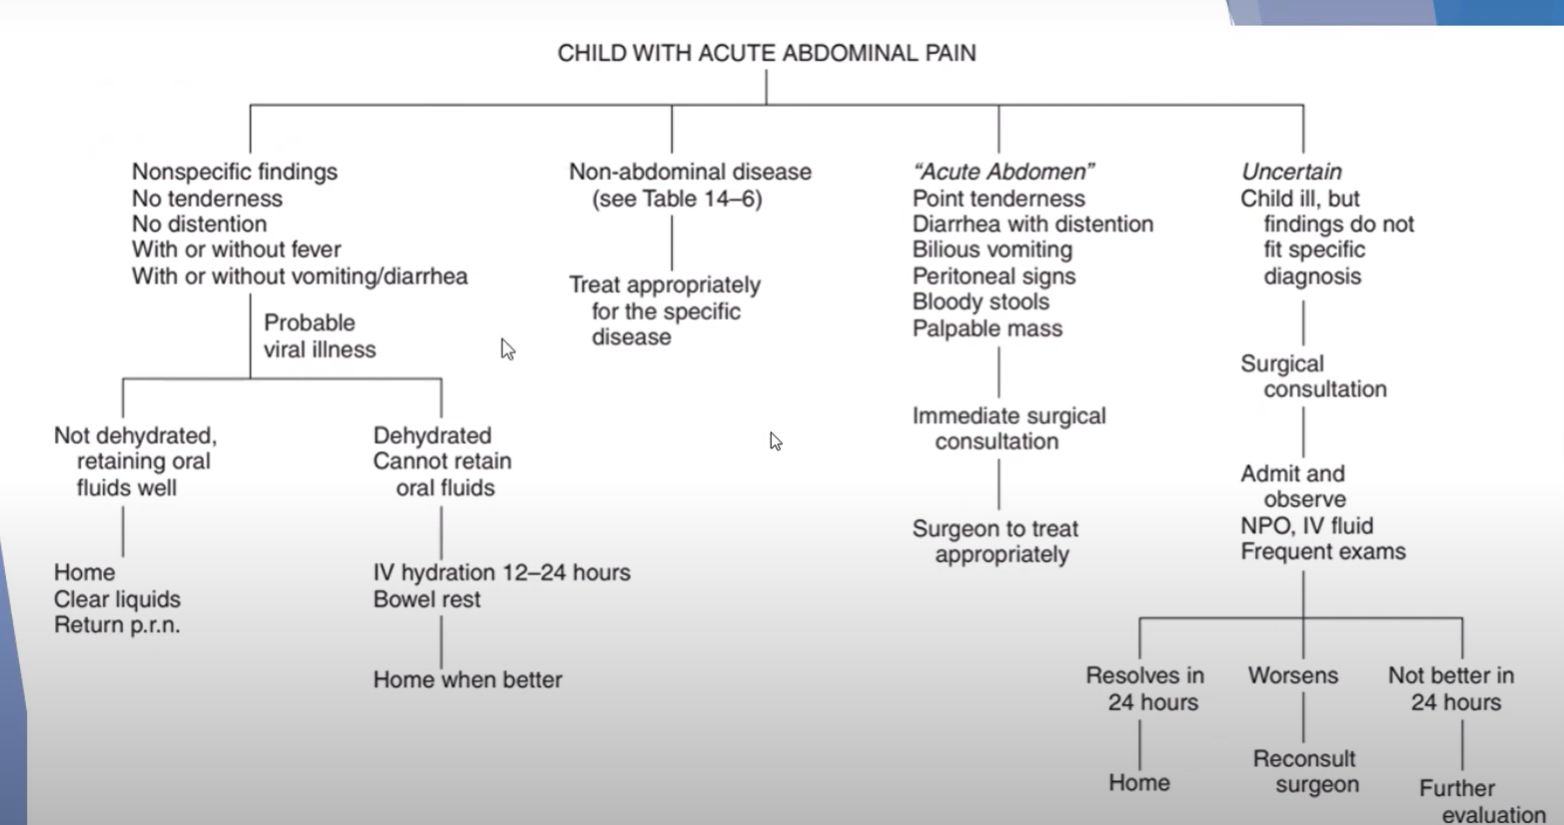 CHILD WITH ACUTE ABDOMINAL PAIN
Nonspecific findings
No tenderness
No distention
With or without fever
With or without vomiting/diarrhea
Probable
viral illness
Not dehydrated,
retaining oral
fluids well
Home
Clear liquids
Return p.r.n.
Dehydrated
Cannot retain
oral fluids
IV hydration 12–24 hours
Bowel rest
Home when better
Non-abdominal disease
(see Table 14–6)
Treat appropriately
for the specific
disease
“Acute Abdomen”
Point tenderness
Diarrhea with distention
Bilious vomiting
Peritoneal signs
Bloody stools
Palpable mass
Immediate surgical
consultation
Surgeon to treat
appropriately
Uncertain
Child ill, but
findings do not
fit specific
diagnosis
Surgical
consultation
Admit and
observe
NPO, IV fluid
Frequent exams
Resolves in
24 hours
Home
Worsens
Reconsult
surgeon
Not better in
24 hours
Further
evaluation